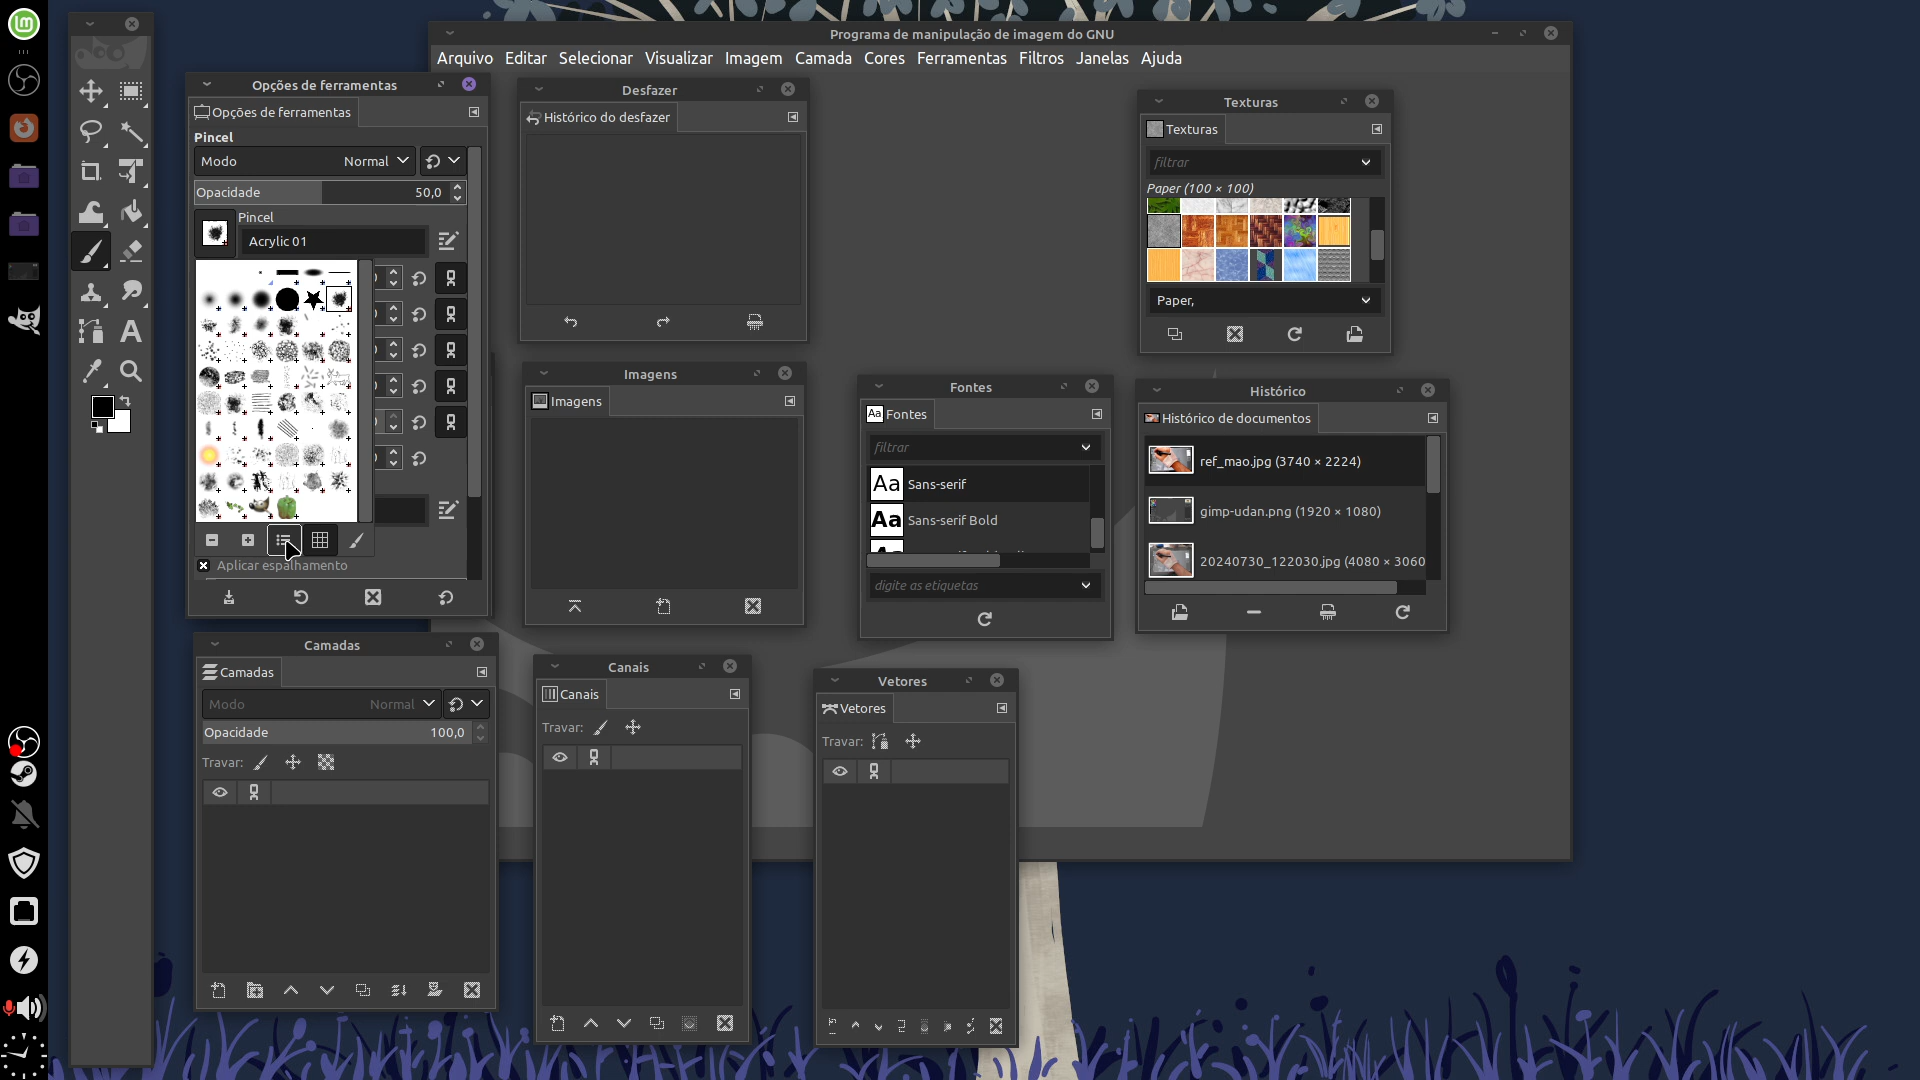 Programa de manipulação de imagem do GNU
Arquivo Editar Selecionar Visualizar Imagem Camada Cores Ferramentas Filtros Janelas Ajuda
Opções de ferramentas
Opções de ferramentas
Pincel
Modo Normal
Opacidade 50,0
Pincel
Acrylic 01
Aplicar espalhamento
Desfazer
Histórico do desfazer
Texturas
Texturas
filtrar
Paper (100 × 100)
Paper,
Imagens
Imagens
Fontes
Aa Fontes
filtrar
Aa Sans-serif
Aa Sans-serif Bold
digite as etiquetas
Histórico
Histórico de documentos
ref_mao.jpg (3740 × 2224)
gimp-udan.png (1920 × 1080)
20240730_122030.jpg (4080 × 3060
Camadas
Camadas
Modo Normal
Opacidade 100,0
Travar:
Canais
Canais
Travar:
Vetores
Vetores
Travar: